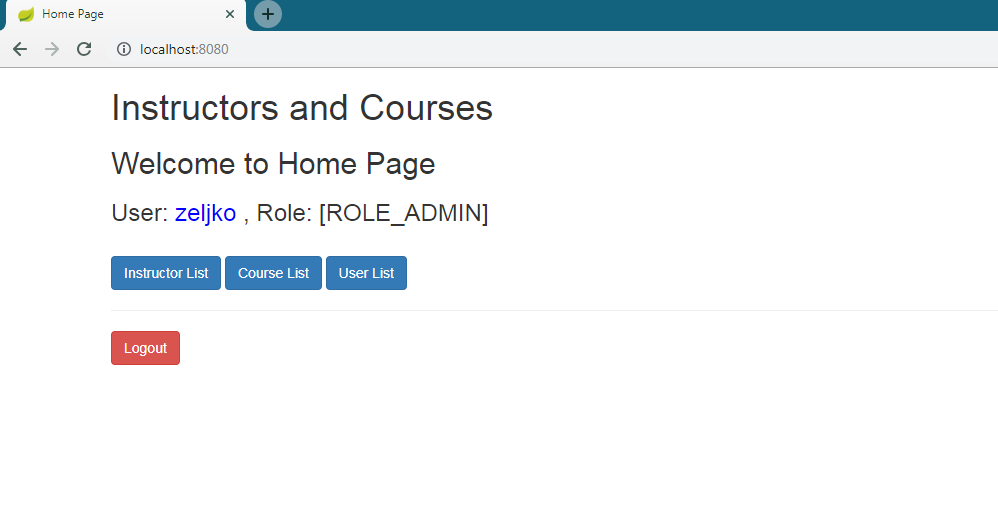 Home Page
localhost:8080
Instructors and Courses
Welcome to Home Page
User: zeljko , Role: [ROLE_ADMIN]
Instructor List Course List User List
Logout